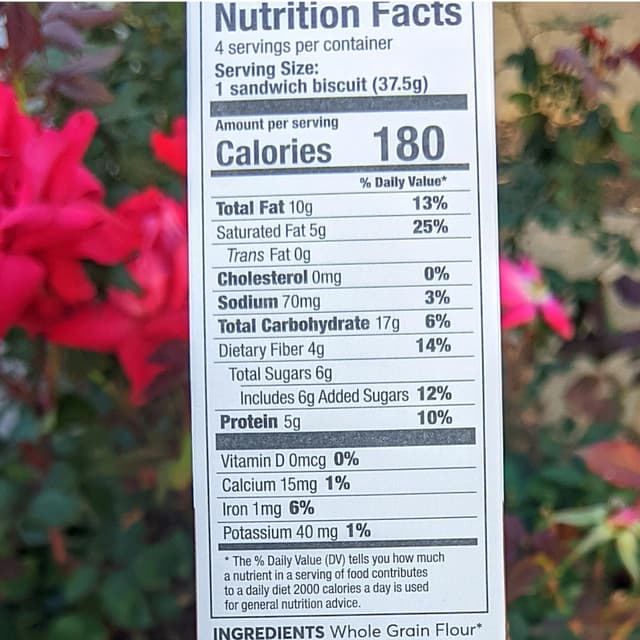 Nutrition Facts
4 servings per container
Serving Size:
1 sandwich biscuit (37.5g)
Amount per serving
Calories 180
% Daily Value*
Total Fat 10g 13%
Saturated Fat 5g 25%
Trans Fat 0g
Cholesterol 0mg 0%
Sodium 70mg 3%
Total Carbohydrate 17g 6%
Dietary Fiber 4g 14%
Total Sugars 6g
Includes 6g Added Sugars 12%
Protein 5g 10%
Vitamin D 0mcg 0%
Calcium 15mg 1%
Iron 1mg 6%
Potassium 40 mg 1%
* The % Daily Value (DV) tells you how much
a nutrient in a serving of food contributes
to a daily diet 2000 calories a day is used
for general nutrition advice.
INGREDIENTS Whole Grain Flour*